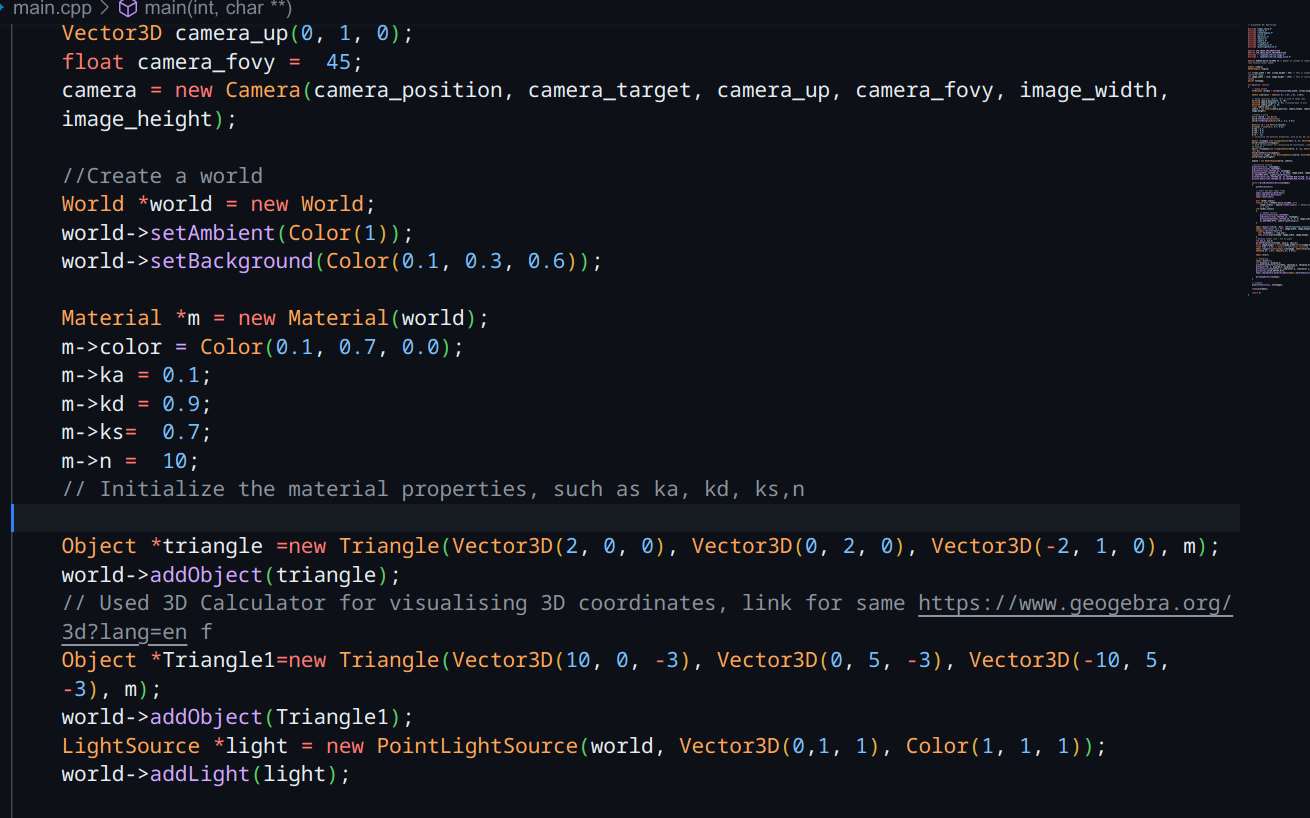 main.cpp > main(int, char **)
Vector3D camera_up(0, 1, 0);
float camera_fovy =  45;
camera = new Camera(camera_position, camera_target, camera_up, camera_fovy, image_width,
image_height);
//Create a world
World *world = new World;
world->setAmbient(Color(1));
world->setBackground(Color(0.1, 0.3, 0.6));
Material *m = new Material(world);
m->color = Color(0.1, 0.7, 0.0);
m->ka = 0.1;
m->kd = 0.9;
m->ks=  0.7;
m->n =  10;
// Initialize the material properties, such as ka, kd, ks,n
Object *triangle =new Triangle(Vector3D(2, 0, 0), Vector3D(0, 2, 0), Vector3D(-2, 1, 0), m);
world->addObject(triangle);
// Used 3D Calculator for visualising 3D coordinates, link for same https://www.geogebra.org/
3d?lang=en f
Object *Triangle1=new Triangle(Vector3D(10, 0, -3), Vector3D(0, 5, -3), Vector3D(-10, 5,
-3), m);
world->addObject(Triangle1);
LightSource *light = new PointLightSource(world, Vector3D(0,1, 1), Color(1, 1, 1));
world->addLight(light);